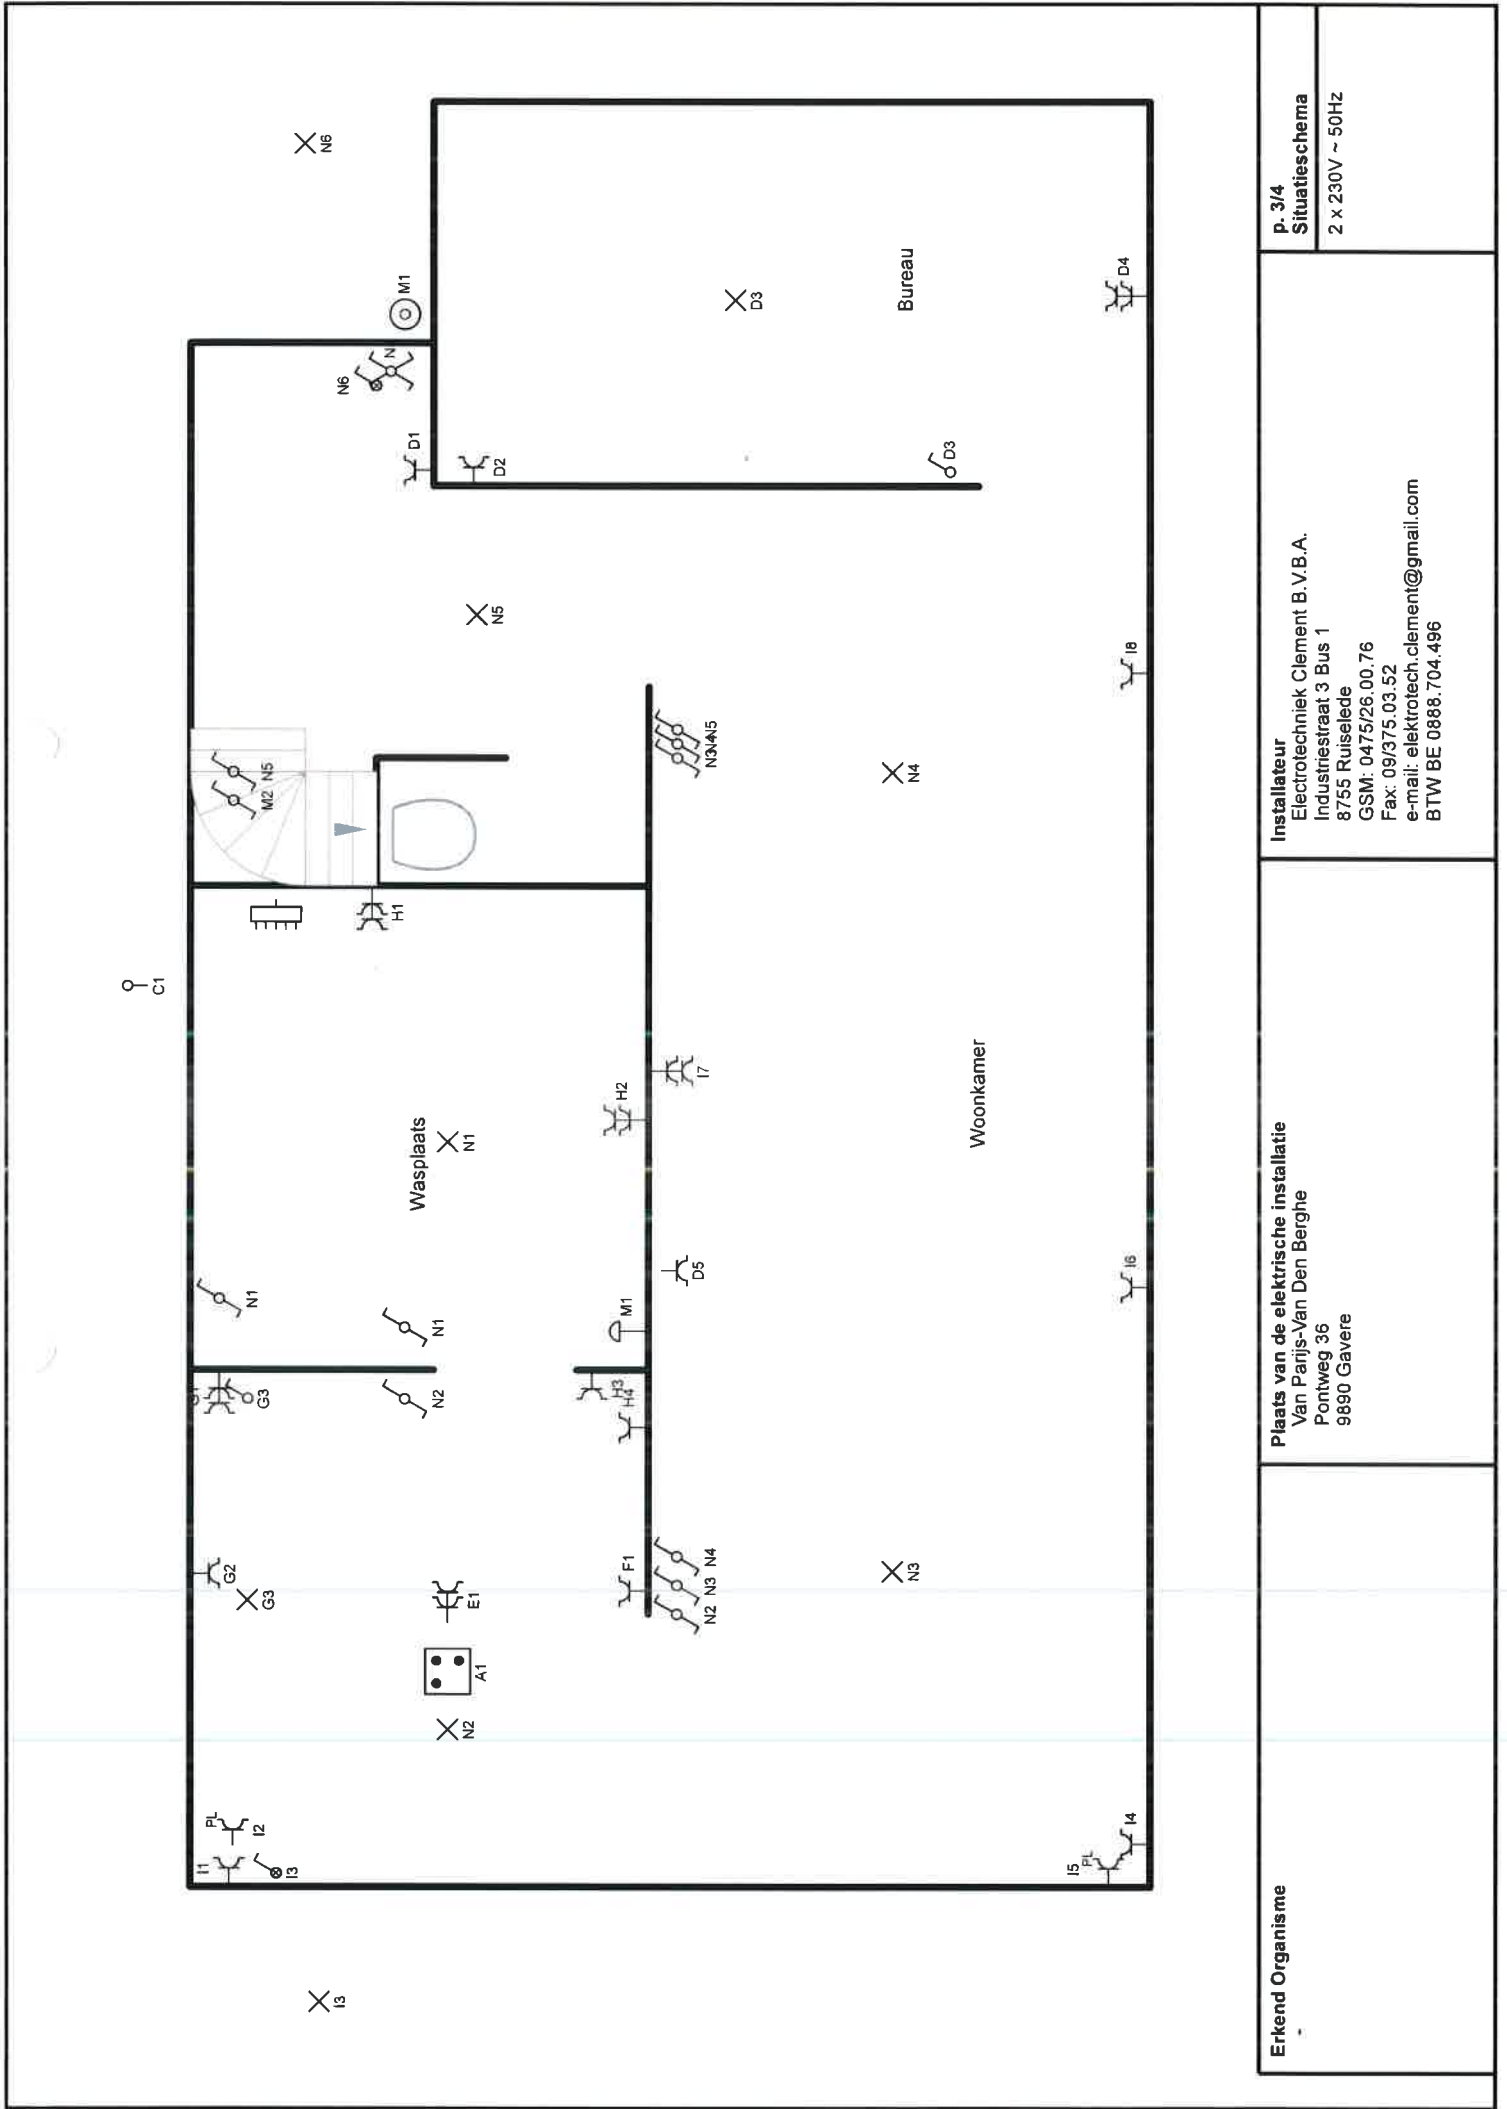 I3
I1
PL
I2
I3
N2
A1
E1
G2
G3
G3
N2
N1
N1
H3
H4
F1
N2
N3
N4
M1
D5
Wasplaats
N1
H2
I7
C1
H1
M2
N5
N3
N4
N5
N5
D1
D2
N6
N
M1
N6
D3
D3
Bureau
D4
I8
N4
Woonkamer
N3
I6
I5
PL
I4
Erkend Organisme
-
Plaats van de elektrische installatie
Van Parijs-Van Den Berghe
Pontweg 36
9890 Gavere
Installateur
Electrotechniek Clement B.V.B.A.
Industriestraat 3 Bus 1
8755 Ruiselede
GSM: 0475/26.00.76
Fax: 09/375.03.52
e-mail: elektrotech.clement@gmail.com
BTW BE 0888.704.496
p. 3/4
Situatieschema
2 x 230V ~ 50Hz